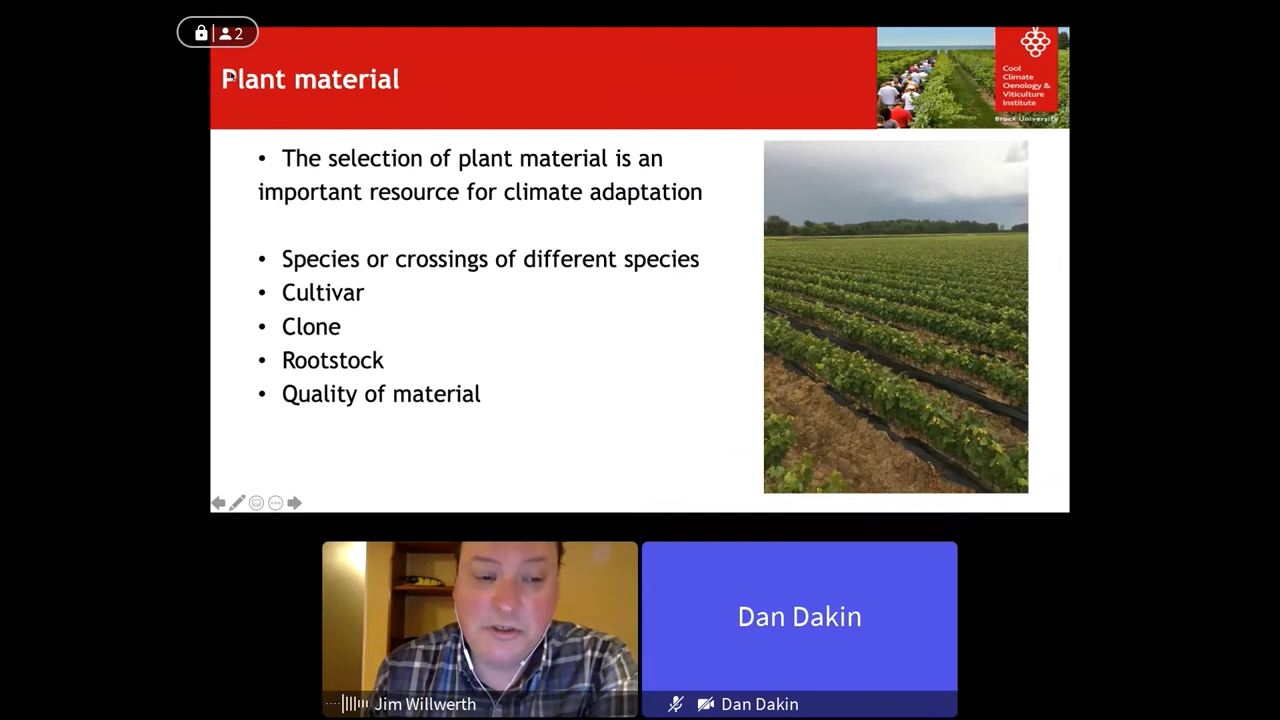 2
Plant material
Cool
Climate
Oenology &
Viticulture
Institute
Brock University
• The selection of plant material is an
important resource for climate adaptation
• Species or crossings of different species
• Cultivar
• Clone
• Rootstock
• Quality of material
Dan Dakin
Jim Willwerth
Dan Dakin